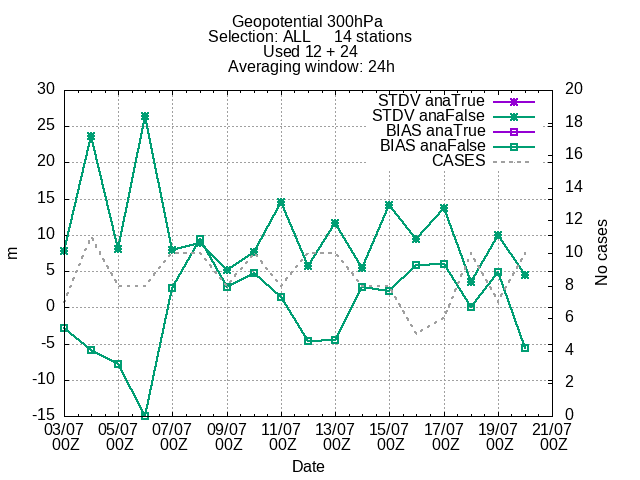 Geopotential 300hPa
Selection: ALL 14 stations
Used 12 + 24
Averaging window: 24h
30
25
20
15
10
5
0
-5
-10
-15
m
20
18
16
14
12
10
8
6
4
2
0
No cases
STDV anaTrue
STDV anaFalse
BIAS anaTrue
BIAS anaFalse
CASES
03/07 05/07 07/07 09/07 11/07 13/07 15/07 17/07 19/07 21/07
00Z 00Z 00Z 00Z 00Z 00Z 00Z 00Z 00Z 00Z
Date